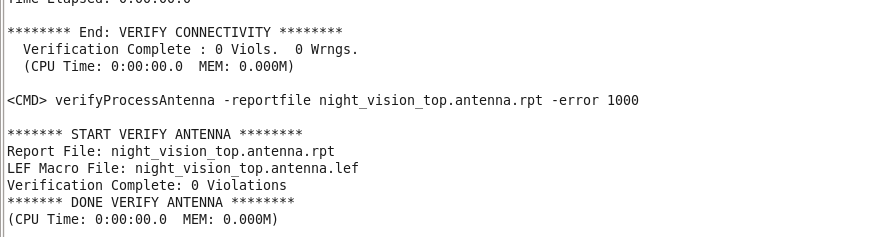 Time Elapsed: 0:00:00.0
******** End: VERIFY CONNECTIVITY ********
  Verification Complete : 0 Viols.  0 Wrngs.
  (CPU Time: 0:00:00.0  MEM: 0.000M)
<CMD> verifyProcessAntenna -reportfile night_vision_top.antenna.rpt -error 1000
******* START VERIFY ANTENNA ********
Report File: night_vision_top.antenna.rpt
LEF Macro File: night_vision_top.antenna.lef
Verification Complete: 0 Violations
******* DONE VERIFY ANTENNA ********
(CPU Time: 0:00:00.0  MEM: 0.000M)